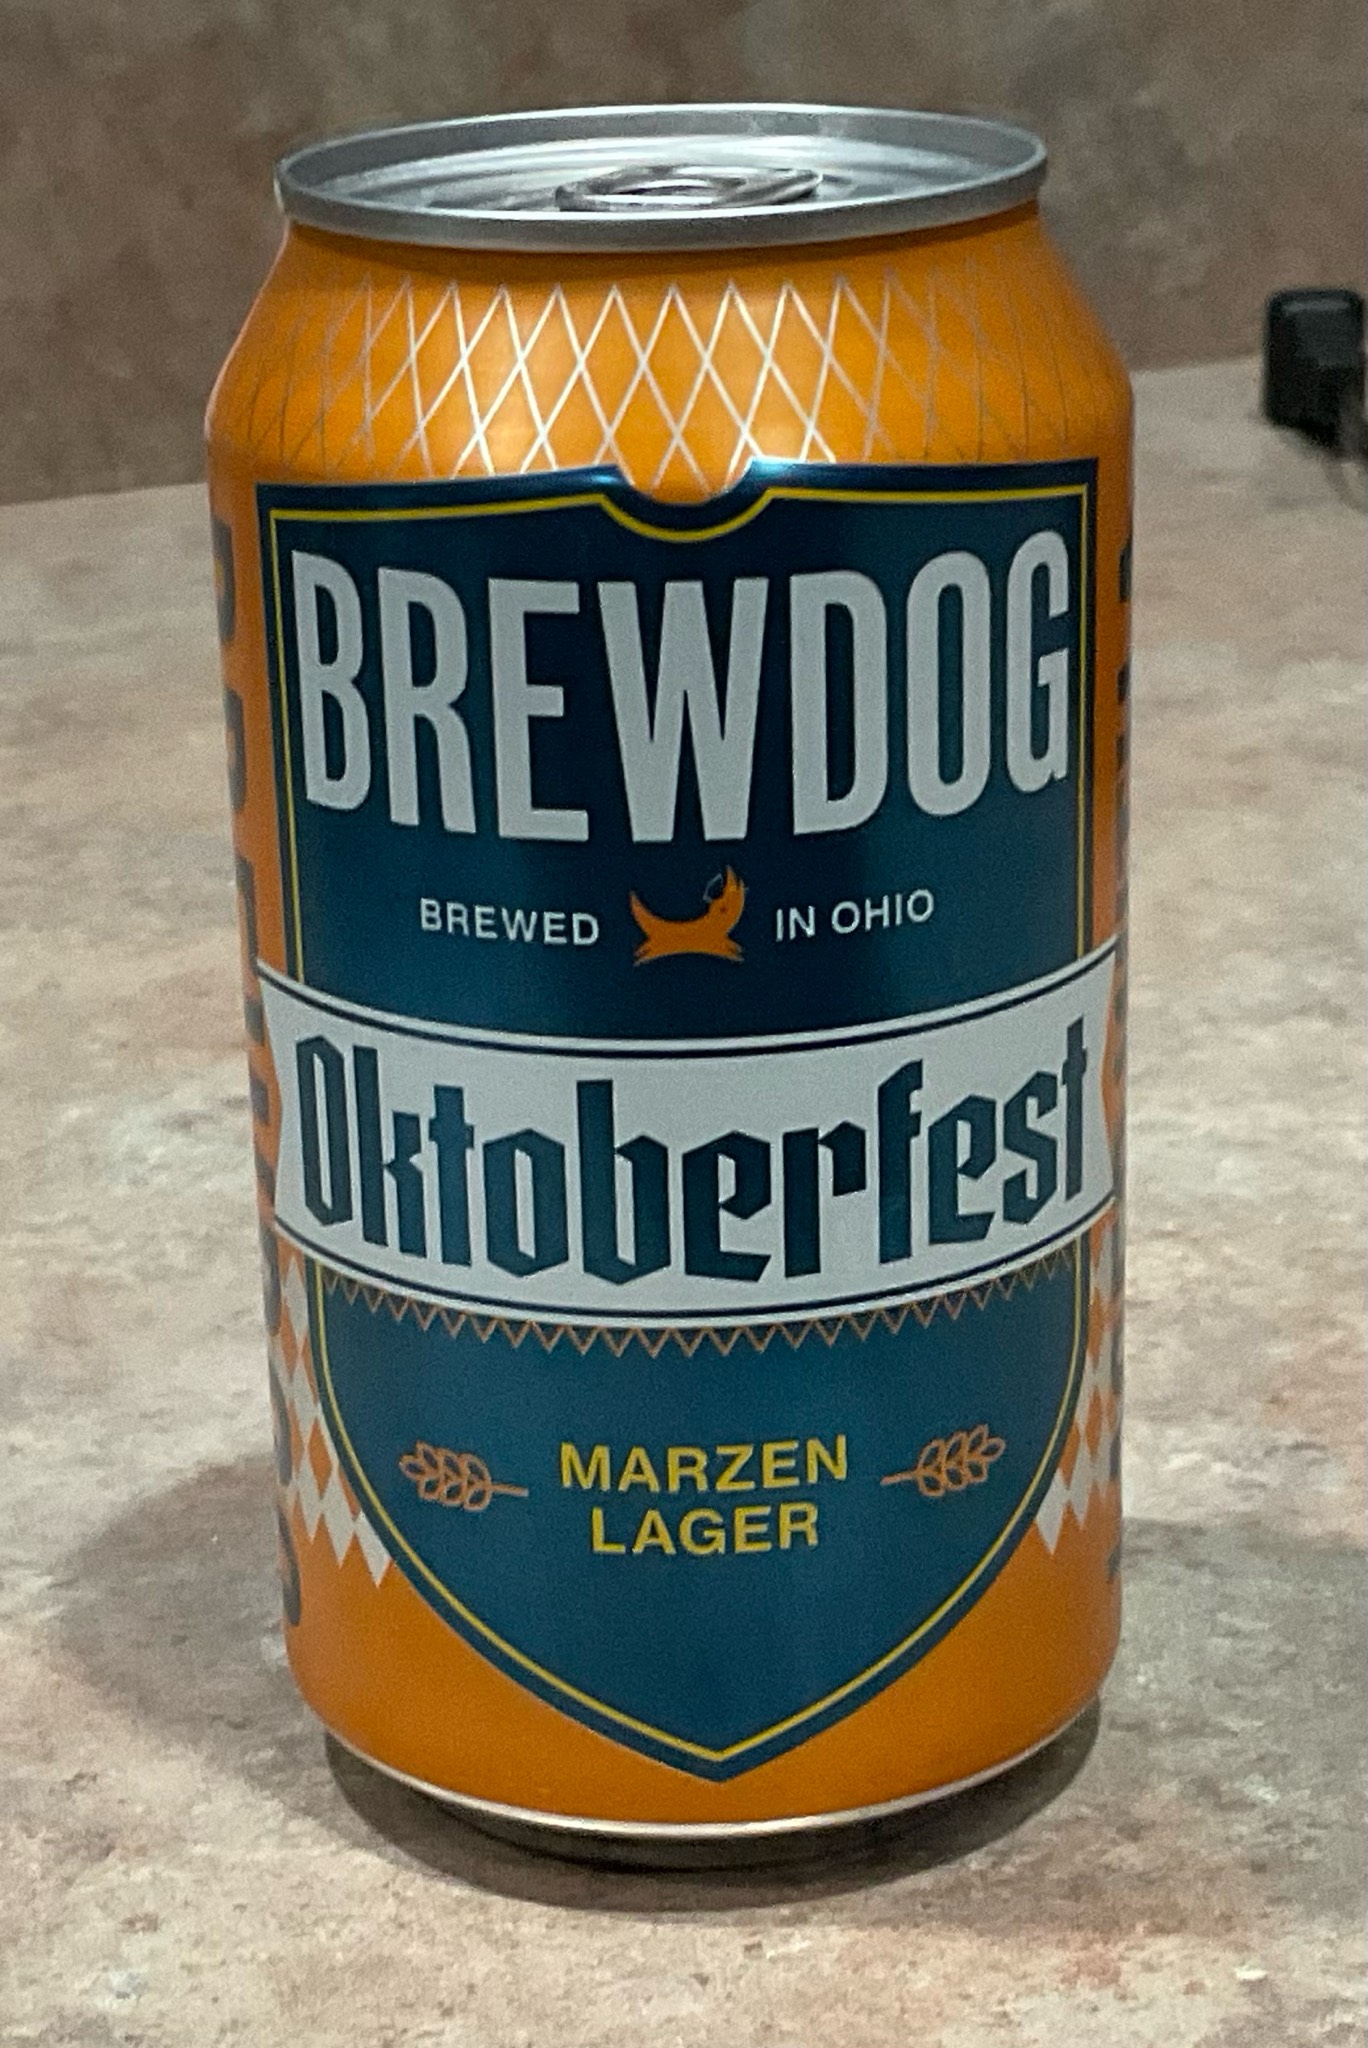 BREWDOG
BREWED IN OHIO
Oktoberfest
MARZEN
LAGER